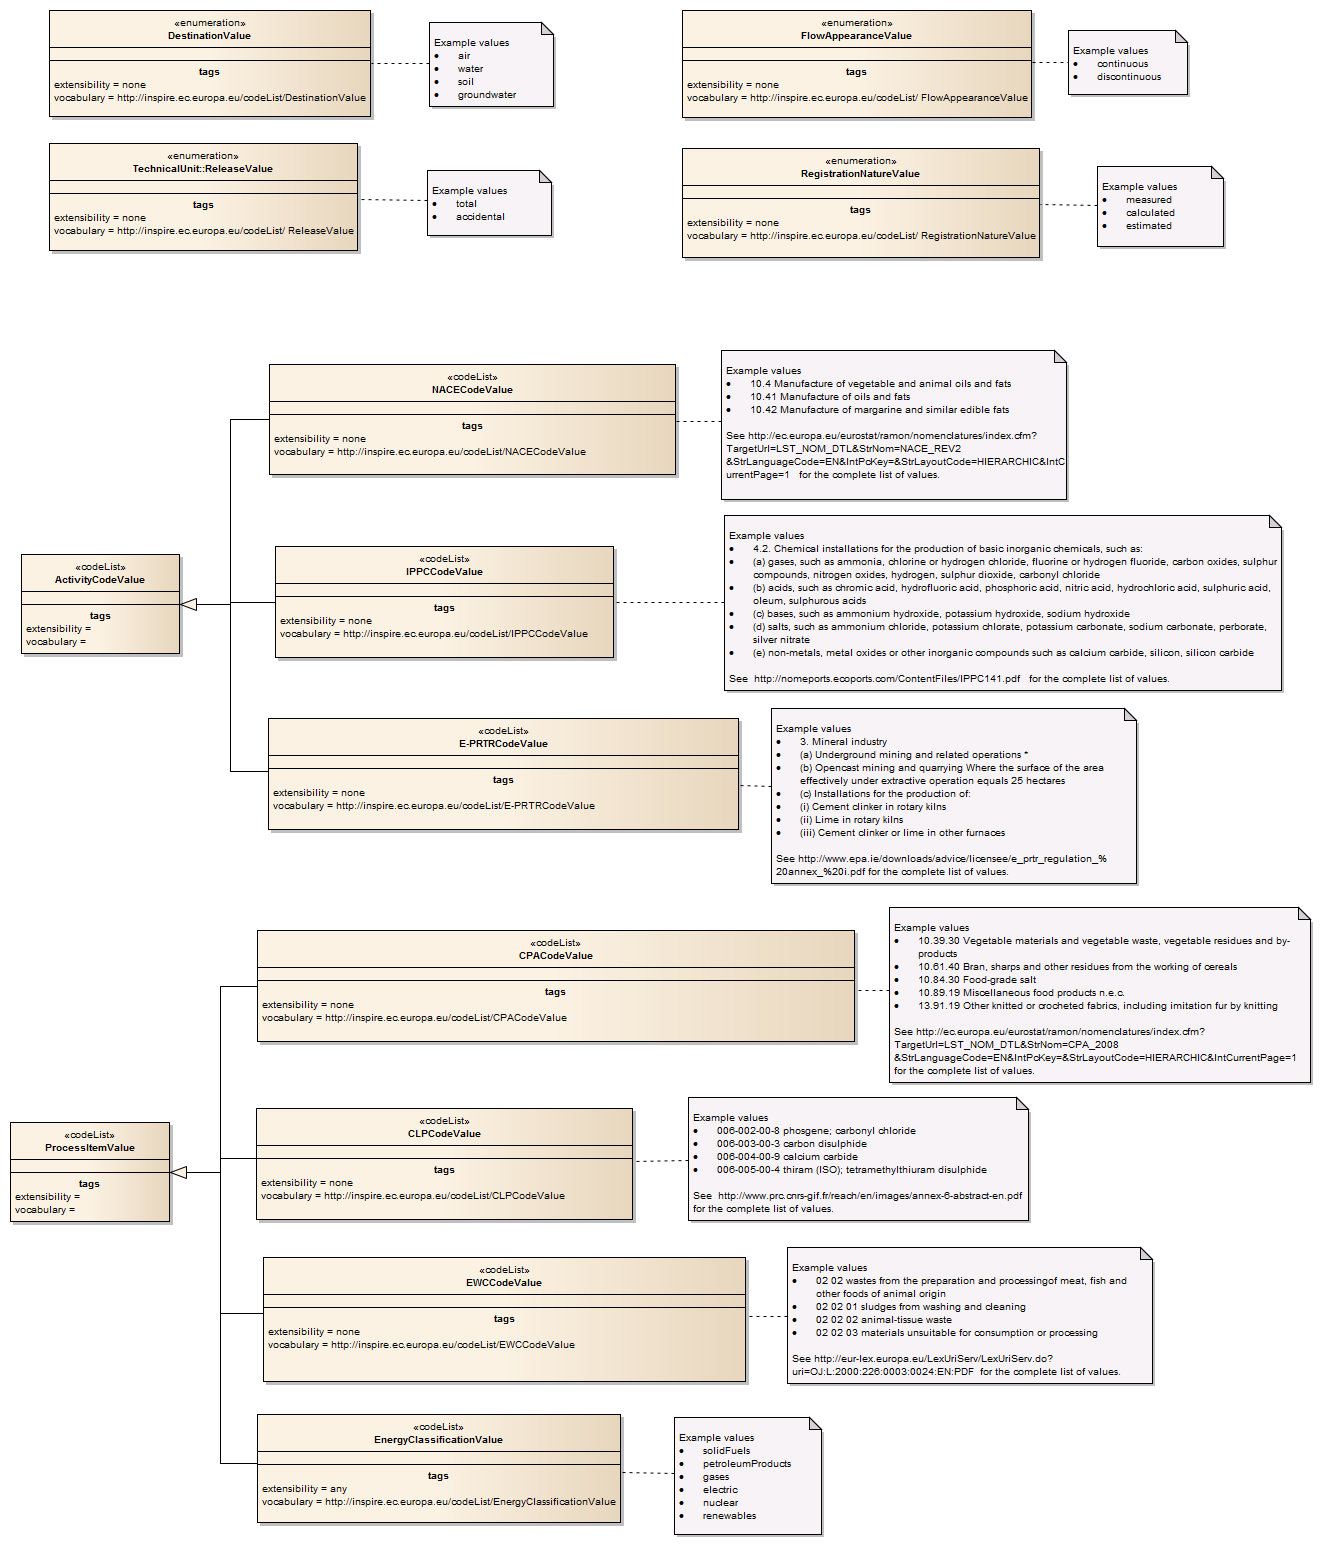 «enumeration»
DestinationValue
tags
extensibility = none
vocabulary = http://inspire.ec.europa.eu/codeList/DestinationValue
Example values
• air
• water
• soil
• groundwater
«enumeration»
FlowAppearanceValue
tags
extensibility = none
vocabulary = http://inspire.ec.europa.eu/codeList/ FlowAppearanceValue
Example values
• continuous
• discontinuous
«enumeration»
TechnicalUnit::ReleaseValue
tags
extensibility = none
vocabulary = http://inspire.ec.europa.eu/codeList/ ReleaseValue
Example values
• total
• accidental
«enumeration»
RegistrationNatureValue
tags
extensibility = none
vocabulary = http://inspire.ec.europa.eu/codeList/ RegistrationNatureValue
Example values
• measured
• calculated
• estimated
«codeList»
NACECodeValue
tags
extensibility = none
vocabulary = http://inspire.ec.europa.eu/codeList/NACECodeValue
Example values
• 10.4 Manufacture of vegetable and animal oils and fats
• 10.41 Manufacture of oils and fats
• 10.42 Manufacture of margarine and similar edible fats
See http://ec.europa.eu/eurostat/ramon/nomenclatures/index.cfm?
TargetUrl=LST_NOM_DTL&StrNom=NACE_REV2
&StrLanguageCode=EN&IntPcKey=&StrLayoutCode=HIERARCHIC&IntC
urrentPage=1 for the complete list of values.
«codeList»
ActivityCodeValue
tags
extensibility =
vocabulary =
«codeList»
IPPCCodeValue
tags
extensibility = none
vocabulary = http://inspire.ec.europa.eu/codeList/IPPCCodeValue
Example values
• 4.2. Chemical installations for the production of basic inorganic chemicals, such as:
• (a) gases, such as ammonia, chlorine or hydrogen chloride, fluorine or hydrogen fluoride, carbon oxides, sulphur
compounds, nitrogen oxides, hydrogen, sulphur dioxide, carbonyl chloride
• (b) acids, such as chromic acid, hydrofluoric acid, phosphoric acid, nitric acid, hydrochloric acid, sulphuric acid,
oleum, sulphurous acids
• (c) bases, such as ammonium hydroxide, potassium hydroxide, sodium hydroxide
• (d) salts, such as ammonium chloride, potassium chlorate, potassium carbonate, sodium carbonate, perborate,
silver nitrate
• (e) non-metals, metal oxides or other inorganic compounds such as calcium carbide, silicon, silicon carbide
See http://nomeports.ecoports.com/ContentFiles/IPPC141.pdf for the complete list of values.
«codeList»
E-PRTRCodeValue
tags
extensibility = none
vocabulary = http://inspire.ec.europa.eu/codeList/E-PRTRCodeValue
Example values
• 3. Mineral industry
• (a) Underground mining and related operations *
• (b) Opencast mining and quarrying Where the surface of the area
effectively under extractive operation equals 25 hectares
• (c) Installations for the production of:
• (i) Cement clinker in rotary kilns
• (ii) Lime in rotary kilns
• (iii) Cement clinker or lime in other furnaces
See http://www.epa.ie/downloads/advice/licensee/e_prtr_regulation_%
20annex_%20i.pdf for the complete list of values.
«codeList»
CPACodeValue
tags
extensibility = none
vocabulary = http://inspire.ec.europa.eu/codeList/CPACodeValue
Example values
• 10.39.30 Vegetable materials and vegetable waste, vegetable residues and by-
products
• 10.61.40 Bran, sharps and other residues from the working of cereals
• 10.84.30 Food-grade salt
• 10.89.19 Miscellaneous food products n.e.c.
• 13.91.19 Other knitted or crocheted fabrics, including imitation fur by knitting
See http://ec.europa.eu/eurostat/ramon/nomenclatures/index.cfm?
TargetUrl=LST_NOM_DTL&StrNom=CPA_2008
&StrLanguageCode=EN&IntPcKey=&StrLayoutCode=HIERARCHIC&IntCurrentPage=1
for the complete list of values.
«codeList»
ProcessItemValue
tags
extensibility =
vocabulary =
«codeList»
CLPCodeValue
tags
extensibility = none
vocabulary = http://inspire.ec.europa.eu/codeList/CLPCodeValue
Example values
• 006-002-00-8 phosgene; carbonyl chloride
• 006-003-00-3 carbon disulphide
• 006-004-00-9 calcium carbide
• 006-005-00-4 thiram (ISO); tetramethylthiuram disulphide
See http://www.prc.cnrs-gif.fr/reach/en/images/annex-6-abstract-en.pdf
for the complete list of values.
«codeList»
EWCCodeValue
tags
extensibility = none
vocabulary = http://inspire.ec.europa.eu/codeList/EWCCodeValue
Example values
• 02 02 wastes from the preparation and processingof meat, fish and
other foods of animal origin
• 02 02 01 sludges from washing and cleaning
• 02 02 02 animal-tissue waste
• 02 02 03 materials unsuitable for consumption or processing
See http://eur-lex.europa.eu/LexUriServ/LexUriServ.do?
uri=OJ:L:2000:226:0003:0024:EN:PDF for the complete list of values.
«codeList»
EnergyClassificationValue
tags
extensibility = any
vocabulary = http://inspire.ec.europa.eu/codeList/EnergyClassificationValue
Example values
• solidFuels
• petroleumProducts
• gases
• electric
• nuclear
• renewables